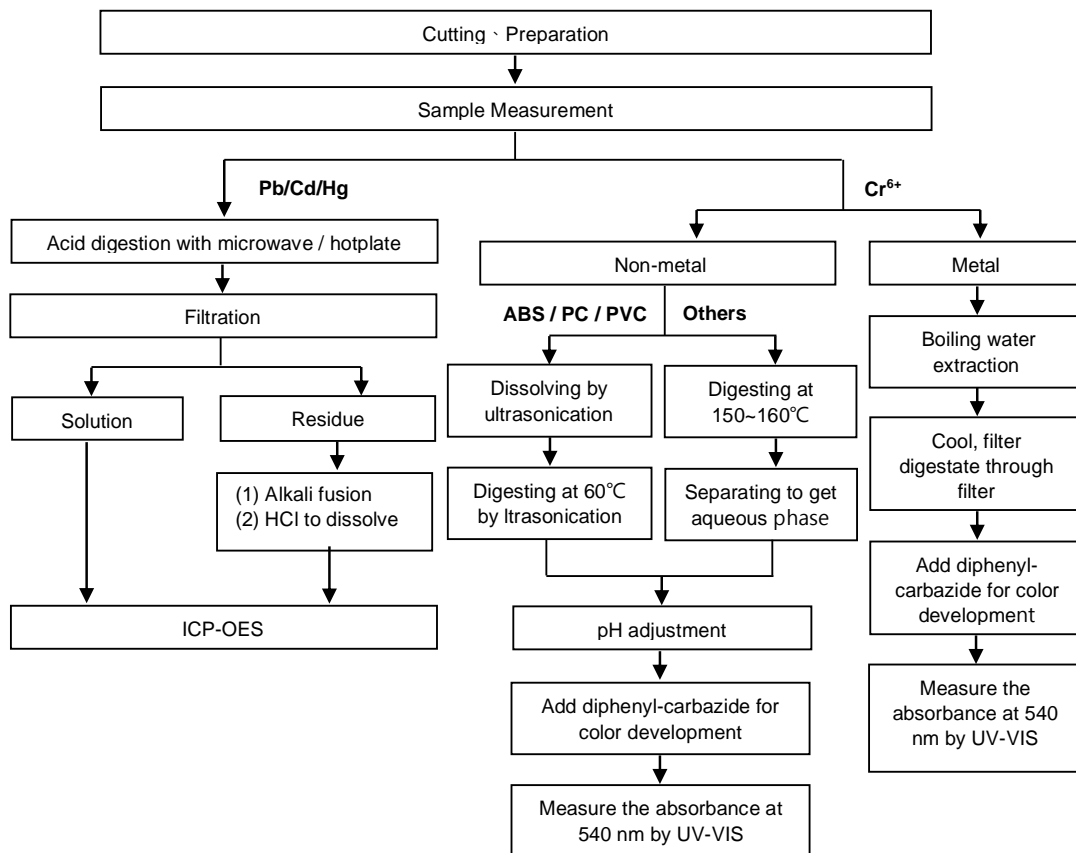 Cutting、Preparation
Sample Measurement
Pb/Cd/Hg
Cr6+
Acid digestion with microwave / hotplate
Filtration
Solution
Residue
(1) Alkali fusion
(2) HCl to dissolve
ICP-OES
Non-metal
ABS / PC / PVC
Others
Dissolving by
ultrasonication
Digesting at 60℃
by ltrasonication
Digesting at
150~160℃
Separating to get
aqueous phase
pH adjustment
Add diphenyl-carbazide for
color development
Measure the absorbance at
540 nm by UV-VIS
Metal
Boiling water
extraction
Cool, filter
digestate through
filter
Add diphenyl-
carbazide for color
development
Measure the
absorbance at 540
nm by UV-VIS